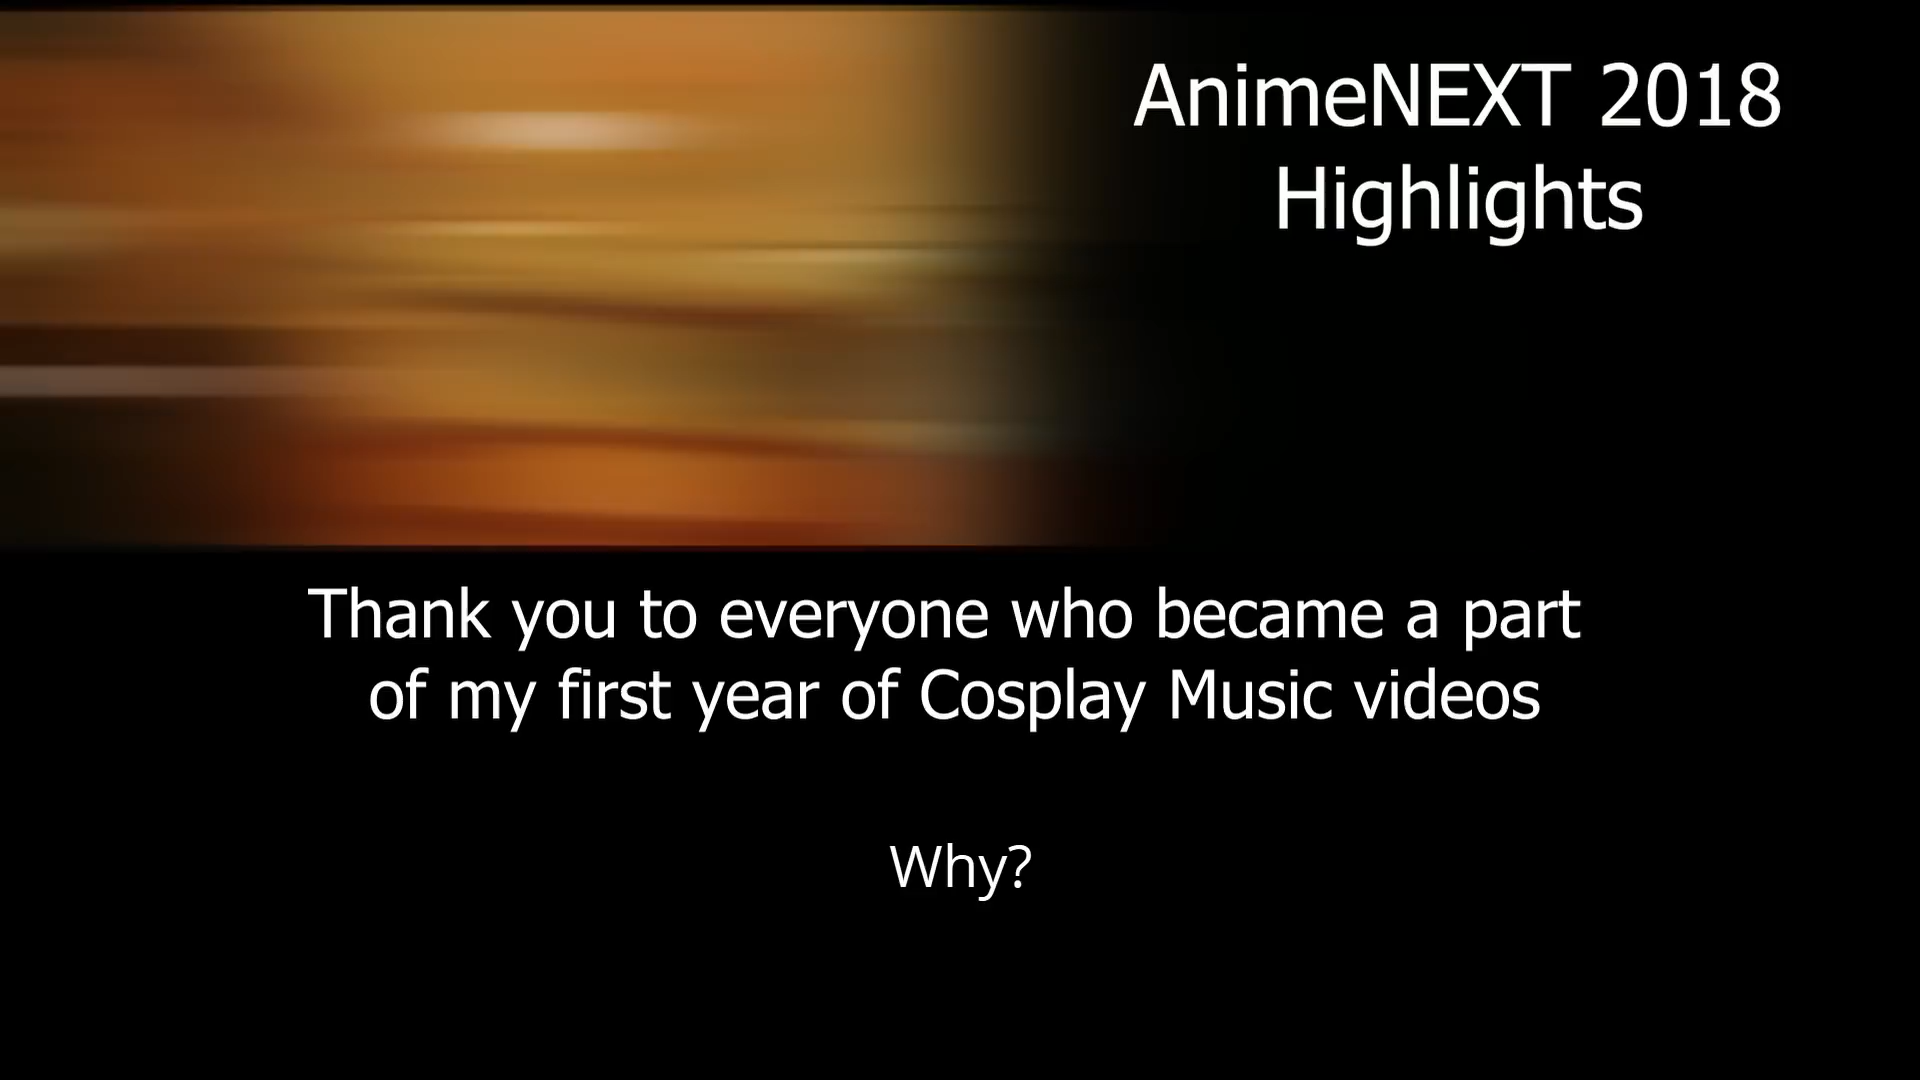 AnimeNEXT 2018
Highlights
Thank you to everyone who became a part
of my first year of Cosplay Music videos
Why?